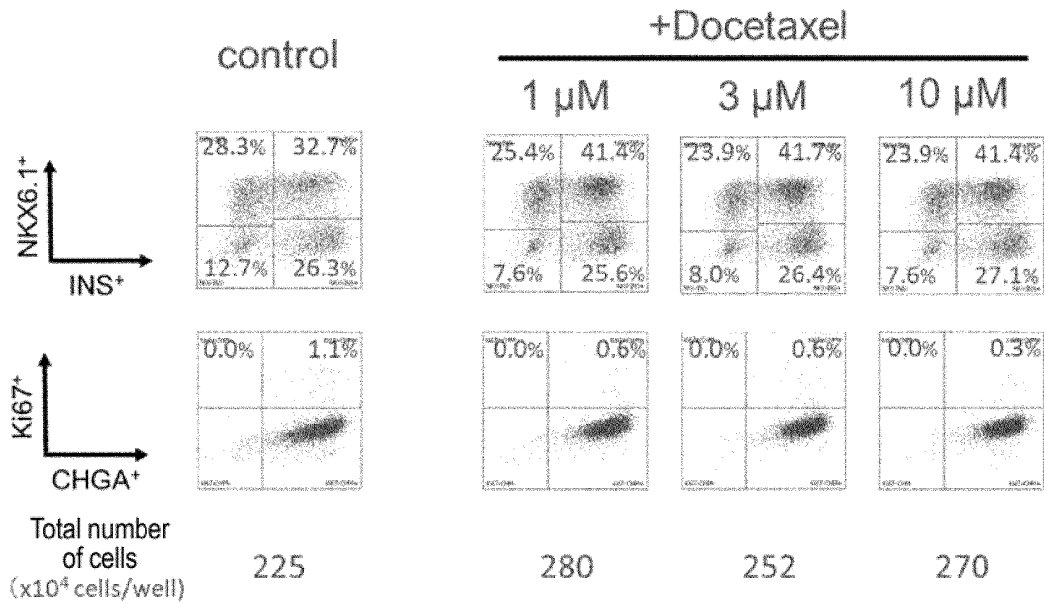 +Docetaxel
control
1 µM 3 µM 10 µM
NKX6.1⁺
28.3% 32.7% 25.4% 41.4% 23.9% 41.7% 23.9% 41.4%
12.7% 26.3% 7.6% 25.6% 8.0% 26.4% 7.6% 27.1%
INS⁺
Ki67⁺
0.0% 1.1% 0.0% 0.6% 0.0% 0.6% 0.0% 0.3%
CHGA⁺
Total number
of cells
(x10⁴ cells/well)
225 280 252 270